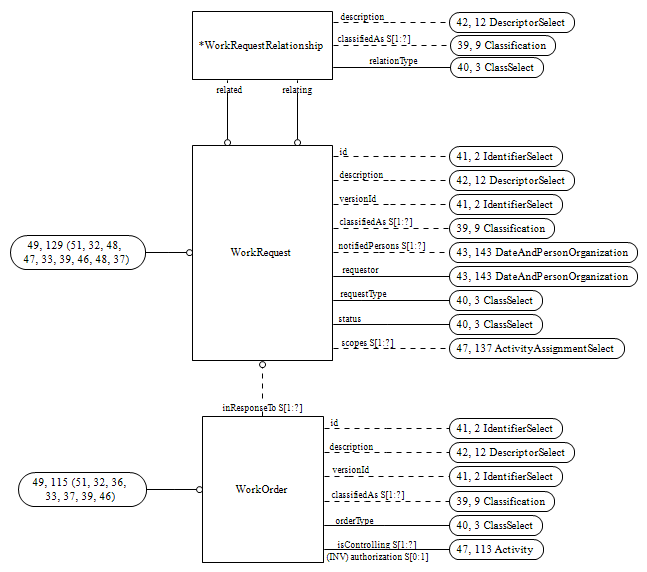 description
42, 12 DescriptorSelect
*WorkRequestRelationship
classifiedAs S[1:?]
39, 9 Classification
relationType
40, 3 ClassSelect
related
relating
id
41, 2 IdentifierSelect
description
42, 12 DescriptorSelect
versionId
41, 2 IdentifierSelect
classifiedAs S[1:?]
39, 9 Classification
49, 129 (51, 32, 48,
47, 33, 39, 46, 48, 37)
WorkRequest
notifiedPersons S[1:?]
43, 143 DateAndPersonOrganization
requestor
43, 143 DateAndPersonOrganization
requestType
40, 3 ClassSelect
status
40, 3 ClassSelect
scopes S[1:?]
47, 137 ActivityAssignmentSelect
inResponseTo S[1:?]
id
41, 2 IdentifierSelect
description
42, 12 DescriptorSelect
versionId
41, 2 IdentifierSelect
49, 115 (51, 32, 36,
33, 37, 39, 46)
WorkOrder
classifiedAs S[1:?]
39, 9 Classification
orderType
40, 3 ClassSelect
isControlling S[1:?]
47, 113 Activity
(INV) authorization S[0:1]